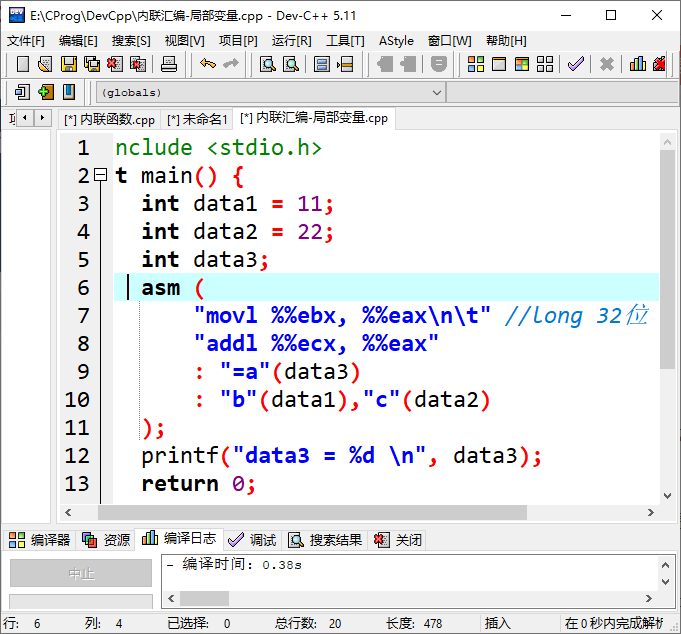 E:\CProg\DevCpp\内联汇编-局部变量.cpp - Dev-C++ 5.11
文件[F] 编辑[E] 搜索[S] 视图[V] 项目[P] 运行[R] 工具[T] AStyle 窗口[W] 帮助[H]
(globals)
[*] 内联函数.cpp [*] 未命名1 [*] 内联汇编-局部变量.cpp
1 nclude <stdio.h>
2 t main() {
3 int data1 = 11;
4 int data2 = 22;
5 int data3;
6 asm (
7 "movl %%ebx, %%eax\n\t" //long 32位
8 "addl %%ecx, %%eax"
9 : "=a"(data3)
10 : "b"(data1),"c"(data2)
11 );
12 printf("data3 = %d \n", data3);
13 return 0;
编译器 资源 编译日志 调试 搜索结果 关闭
中止
- 编译时间: 0.38s
行: 6 列: 4 已选择: 0 总行数: 20 长度: 478 插入 在 0 秒内完成解析